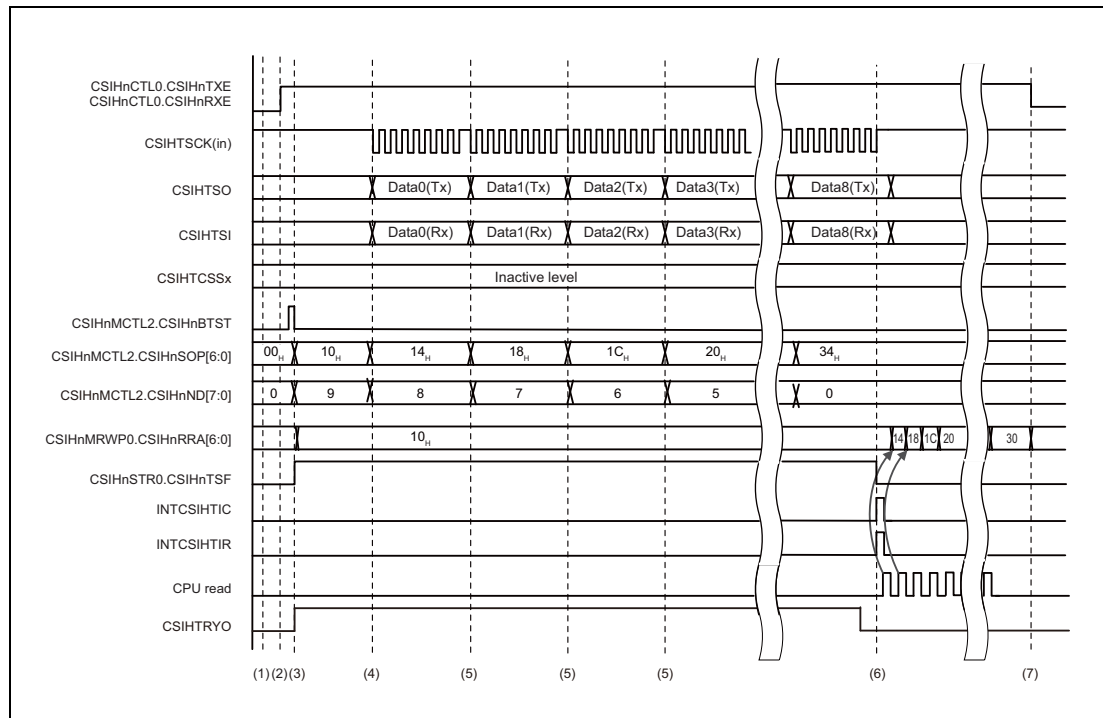 CSIHnCTL0.CSIHnTXE
CSIHnCTL0.CSIHnRXE
CSIHTSCK(in)
CSIHTSO Data0(Tx) Data1(Tx) Data2(Tx) Data3(Tx) Data8(Tx)
CSIHTSI Data0(Rx) Data1(Rx) Data2(Rx) Data3(Rx) Data8(Rx)
CSIHTCSSx Inactive level
CSIHnMCTL2.CSIHnBTST
CSIHnMCTL2.CSIHnSOP[6:0] 00H 10H 14H 18H 1CH 20H 34H
CSIHnMCTL2.CSIHnND[7:0] 0 9 8 7 6 5 0
CSIHnMRWP0.CSIHnRRA[6:0] 10H 14 18 1C 20 30
CSIHnSTR0.CSIHnTSF
INTCSIHTIC
INTCSIHTIR
CPU read
CSIHTRYO
(1) (2) (3) (4) (5) (5) (5) (6) (7)